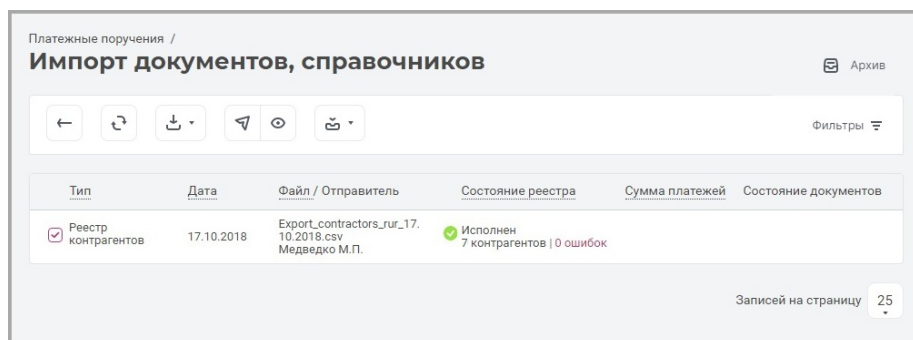 Платежные поручения /
Импорт документов, справочников
Архив
Фильтры
Тип Дата Файл / Отправитель Состояние реестра Сумма платежей Состояние документов
Реестр
контрагентов
17.10.2018
Export_contractors_rur_17.
10.2018.csv
Медведко М.П.
Исполнен
7 контрагентов | 0 ошибок
Записей на страницу 25